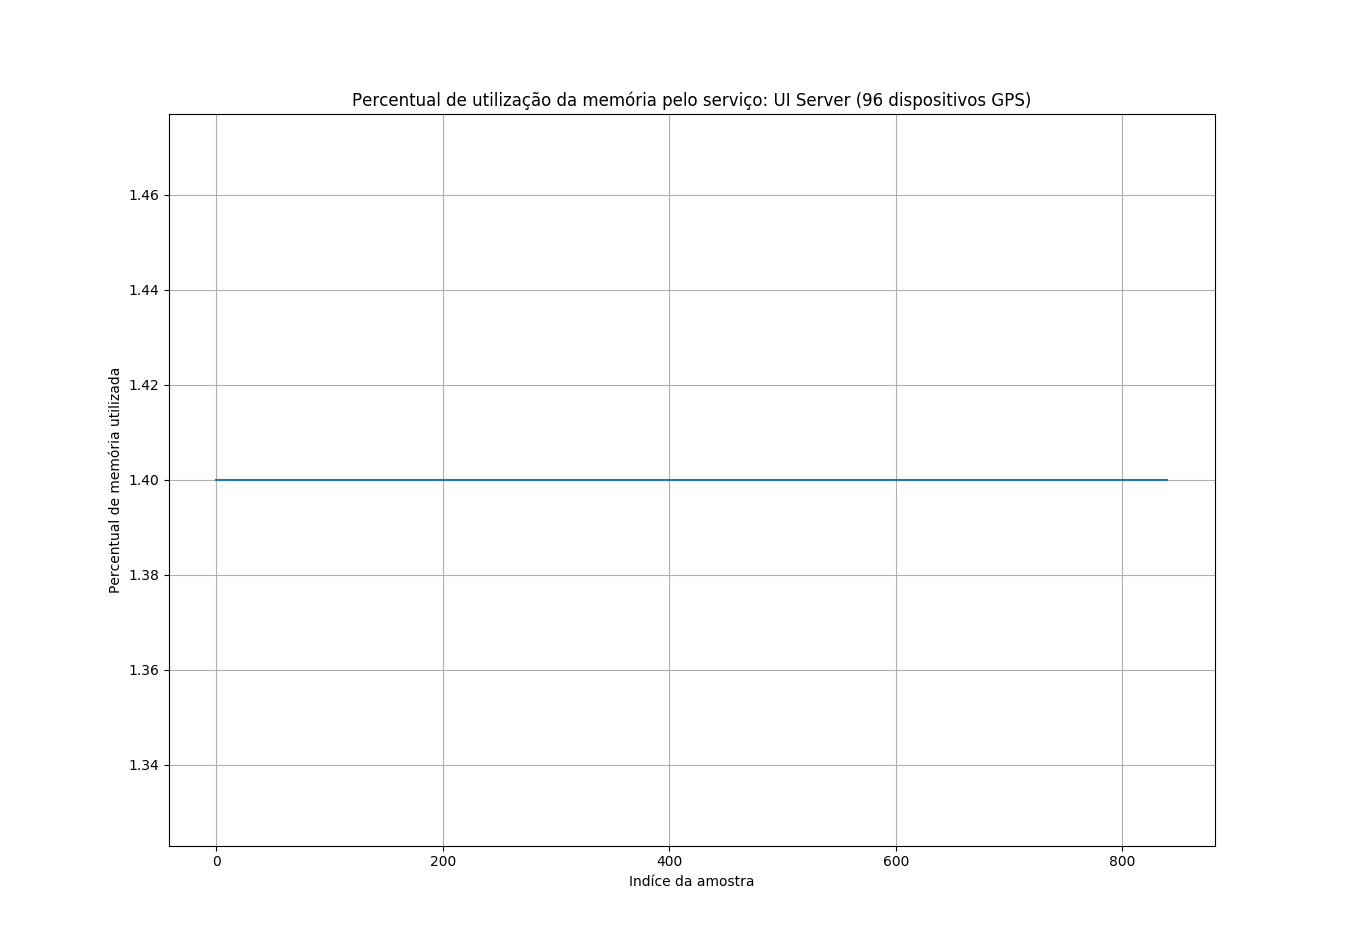 Percentual de utilização da memória pelo serviço: UI Server (96 dispositivos GPS)
1.46
1.44
1.42
1.40
1.38
1.36
1.34
Percentual de memória utilizada
0 200 400 600 800
Indíce da amostra